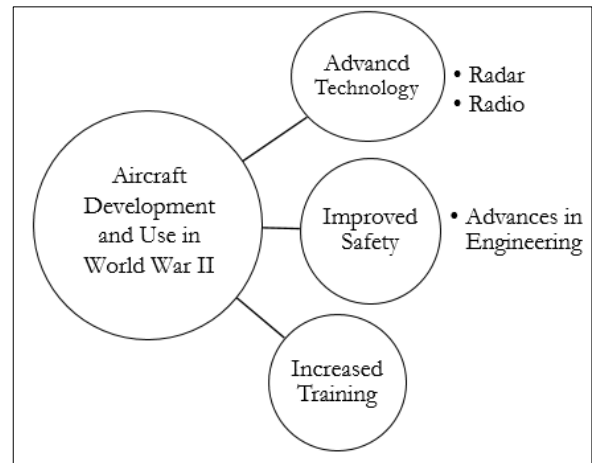 Aircraft
Development
and Use in
World War II
Advancd
Technology
• Radar
• Radio
Improved
Safety
• Advances in
Engineering
Increased
Training